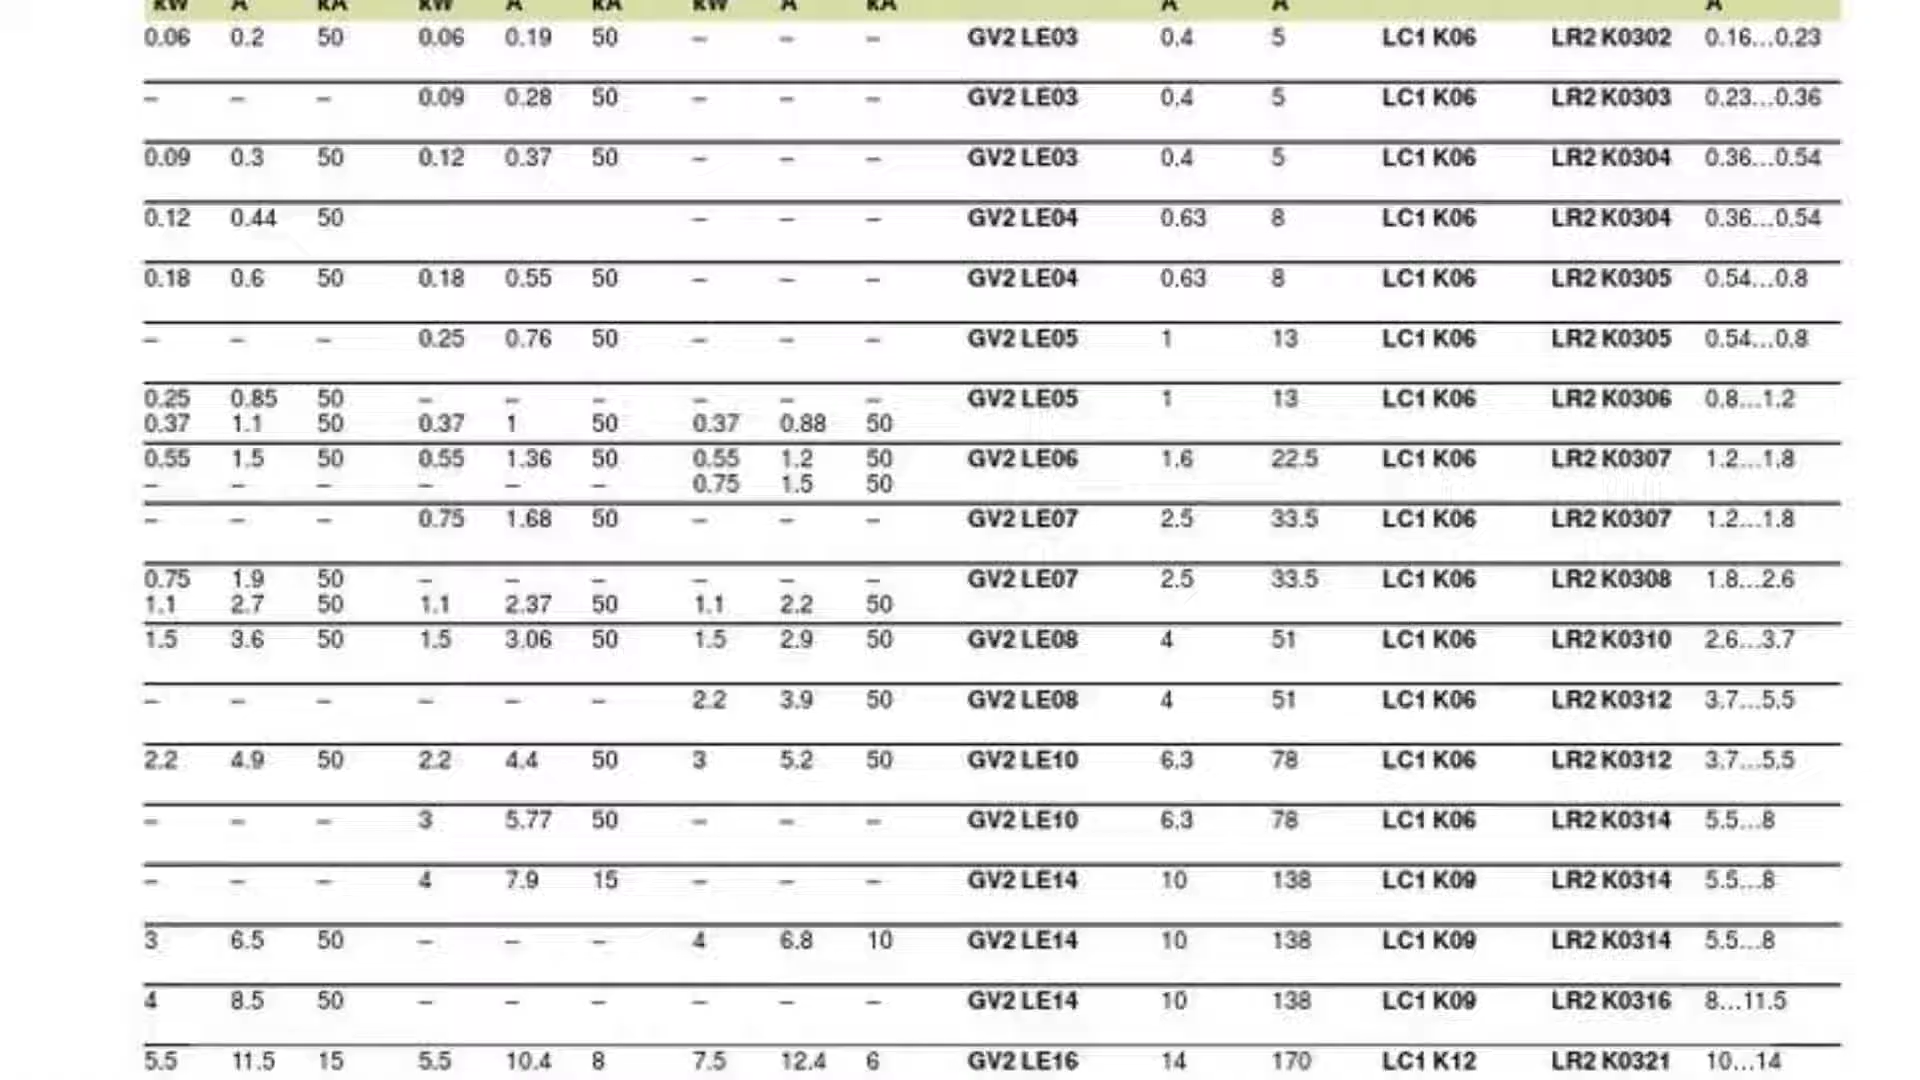 kW A kA kW A kA kW A kA A A A
0.06 0.2 50 0.06 0.19 50 – – – GV2 LE03 0.4 5 LC1 K06 LR2 K0302 0.16...0.23
– – – 0.09 0.28 50 – – – GV2 LE03 0.4 5 LC1 K06 LR2 K0303 0.23...0.36
0.09 0.3 50 0.12 0.37 50 – – – GV2 LE03 0.4 5 LC1 K06 LR2 K0304 0.36...0.54
0.12 0.44 50 – – – GV2 LE04 0.63 8 LC1 K06 LR2 K0304 0.36...0.54
0.18 0.6 50 0.18 0.55 50 – – – GV2 LE04 0.63 8 LC1 K06 LR2 K0305 0.54...0.8
– – – 0.25 0.76 50 – – – GV2 LE05 1 13 LC1 K06 LR2 K0305 0.54...0.8
0.25 0.85 50 – – – – – – GV2 LE05 1 13 LC1 K06 LR2 K0306 0.8...1.2
0.37 1.1 50 0.37 1 50 0.37 0.88 50
0.55 1.5 50 0.55 1.36 50 0.55 1.2 50 GV2 LE06 1.6 22.5 LC1 K06 LR2 K0307 1.2...1.8
– – – – – – 0.75 1.5 50
– – – 0.75 1.68 50 – – – GV2 LE07 2.5 33.5 LC1 K06 LR2 K0307 1.2...1.8
0.75 1.9 50 – – – – – – GV2 LE07 2.5 33.5 LC1 K06 LR2 K0308 1.8...2.6
1.1 2.7 50 1.1 2.37 50 1.1 2.2 50
1.5 3.6 50 1.5 3.06 50 1.5 2.9 50 GV2 LE08 4 51 LC1 K06 LR2 K0310 2.6...3.7
– – – – – – 2.2 3.9 50 GV2 LE08 4 51 LC1 K06 LR2 K0312 3.7...5.5
2.2 4.9 50 2.2 4.4 50 3 5.2 50 GV2 LE10 6.3 78 LC1 K06 LR2 K0312 3.7...5.5
– – – 3 5.77 50 – – – GV2 LE10 6.3 78 LC1 K06 LR2 K0314 5.5...8
– – – 4 7.9 15 – – – GV2 LE14 10 138 LC1 K09 LR2 K0314 5.5...8
3 6.5 50 – – – 4 6.8 10 GV2 LE14 10 138 LC1 K09 LR2 K0314 5.5...8
4 8.5 50 – – – – – – GV2 LE14 10 138 LC1 K09 LR2 K0316 8...11.5
5.5 11.5 15 5.5 10.4 8 7.5 12.4 6 GV2 LE16 14 170 LC1 K12 LR2 K0321 10...14